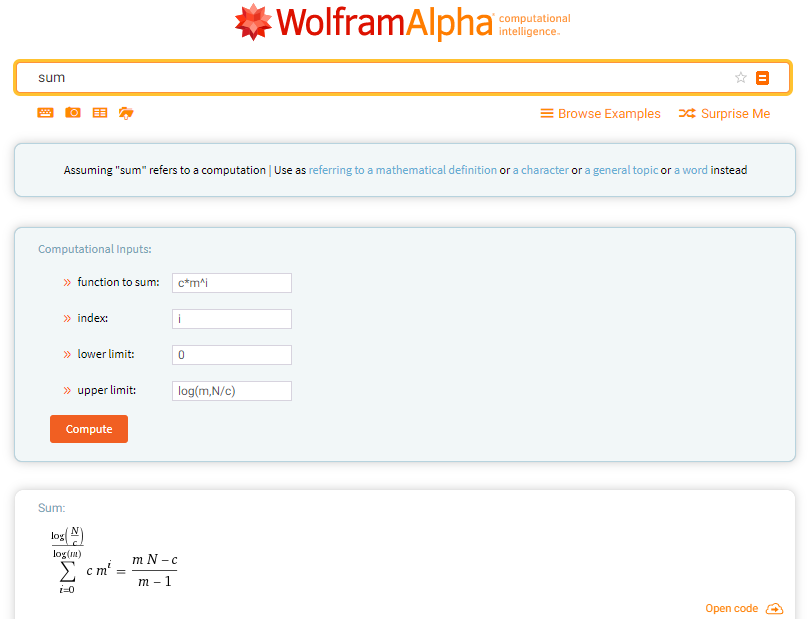 WolframAlpha computational intelligence.
sum
Browse Examples Surprise Me
Assuming "sum" refers to a computation | Use as referring to a mathematical definition or a character or a general topic or a word instead
Computational Inputs:
» function to sum: c*m^i
» index: i
» lower limit: 0
» upper limit: log(m,N/c)
Compute
Sum:
log(N/c)
log(m)
∑ c m^i = (m N − c)/(m − 1)
i=0
Open code